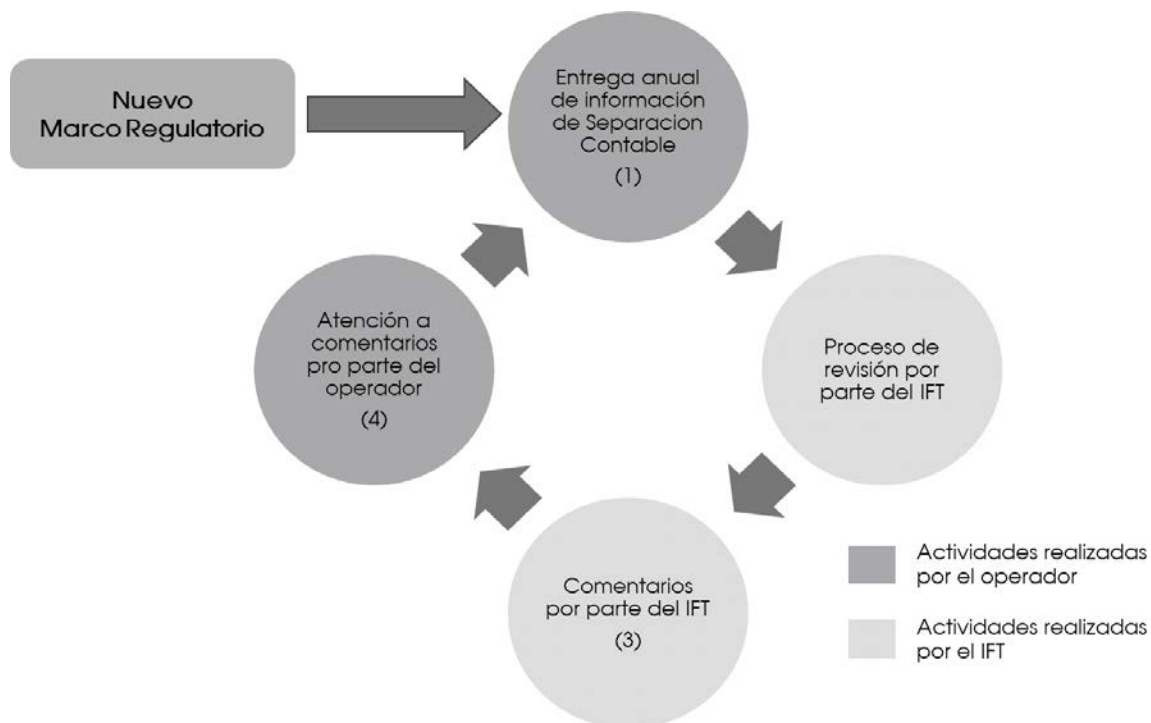 Nuevo
Marco Regulatorio
Entrega anual
de información
de Separacion
Contable
(1)
Proceso de
revisión por
parte del IFT
Comentarios
por parte del IFT
(3)
Atención a
comentarios
pro parte del
operador
(4)
Actividades realizadas
por el operador
Actividades realizadas
por el IFT